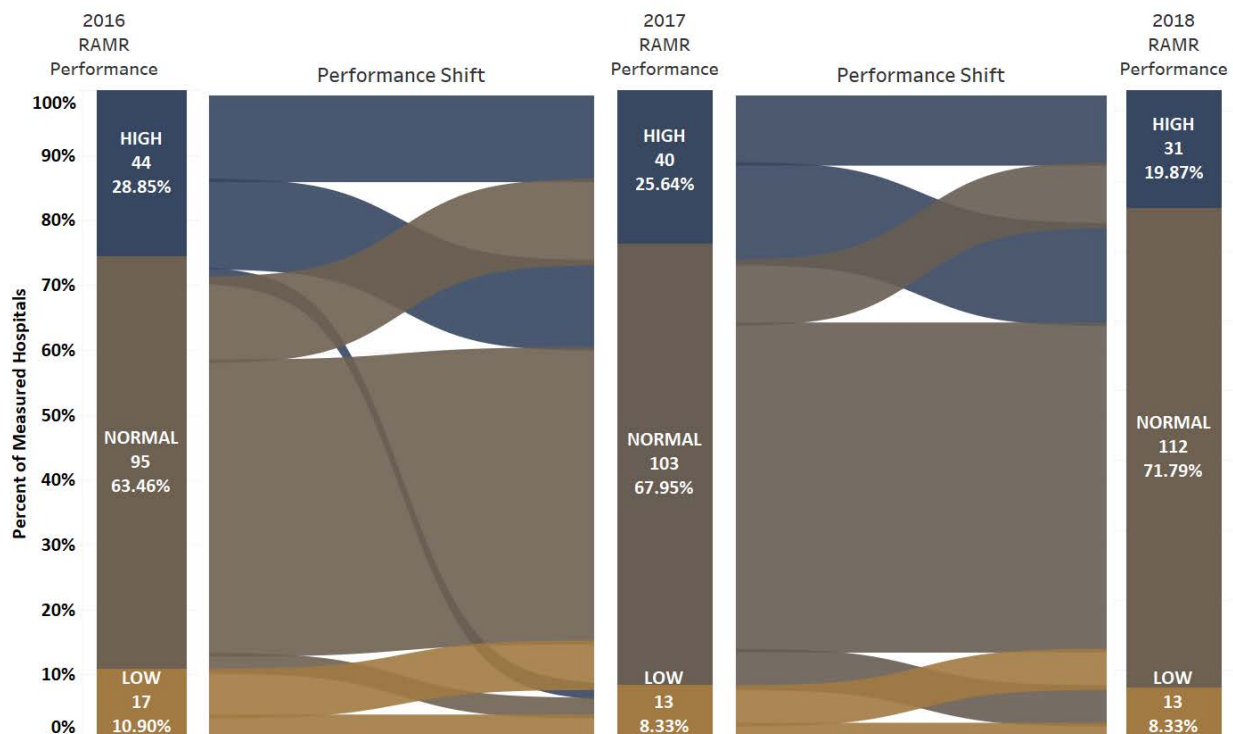 2016
RAMR
Performance
Performance Shift
2017
RAMR
Performance
Performance Shift
2018
RAMR
Performance
Percent of Measured Hospitals
100%
90%
80%
70%
60%
50%
40%
30%
20%
10%
0%
HIGH
44
28.85%
NORMAL
95
63.46%
LOW
17
10.90%
HIGH
40
25.64%
NORMAL
103
67.95%
LOW
13
8.33%
HIGH
31
19.87%
NORMAL
112
71.79%
LOW
13
8.33%